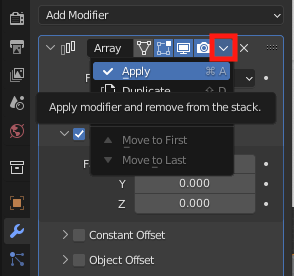 Add Modifier
Array
F
Apply ⌘ A
Duplicate ⇧ D
Apply modifier and remove from the stack.
Move to First
Fa
Move to Last
Y 0.000
Z 0.000
Constant Offset
Object Offset